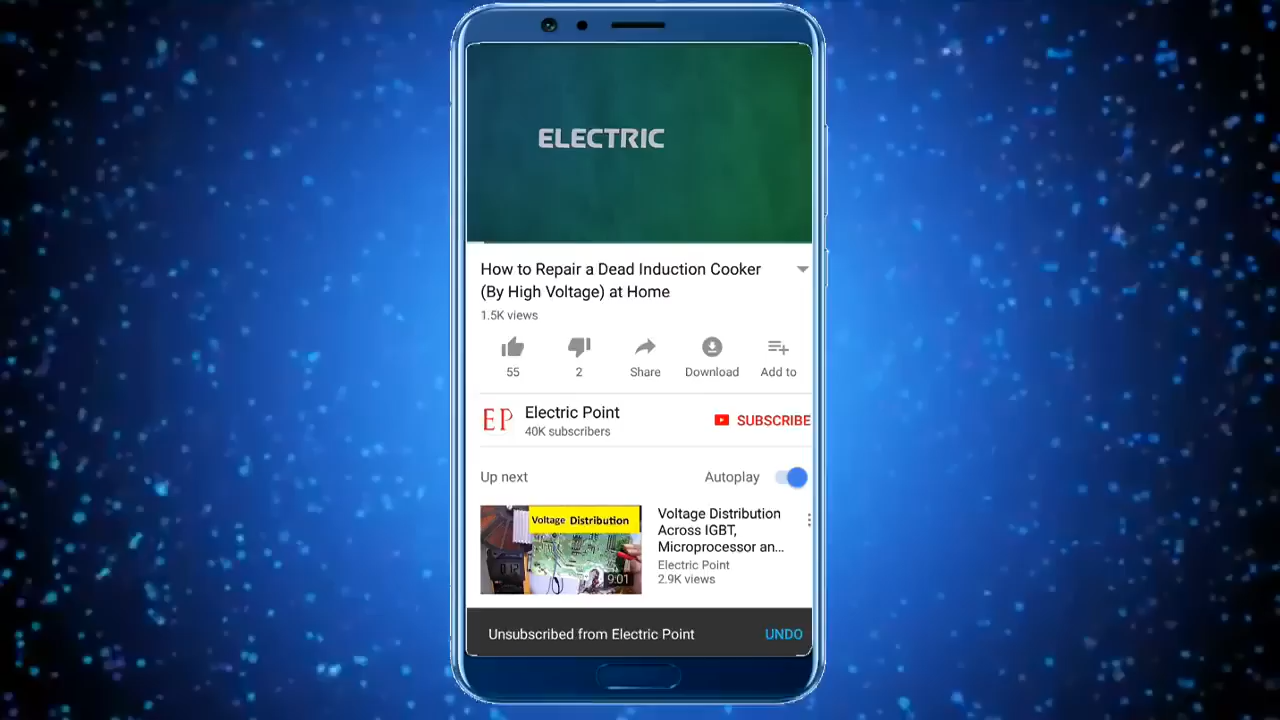 ELECTRIC
How to Repair a Dead Induction Cooker
(By High Voltage) at Home
1.5K views
55
2
Share
Download
Add to
EP
Electric Point
40K subscribers
SUBSCRIBE
Up next
Autoplay
Voltage Distribution
9:01
Voltage Distribution
Across IGBT,
Microprocessor an...
Electric Point
2.9K views
Unsubscribed from Electric Point
UNDO